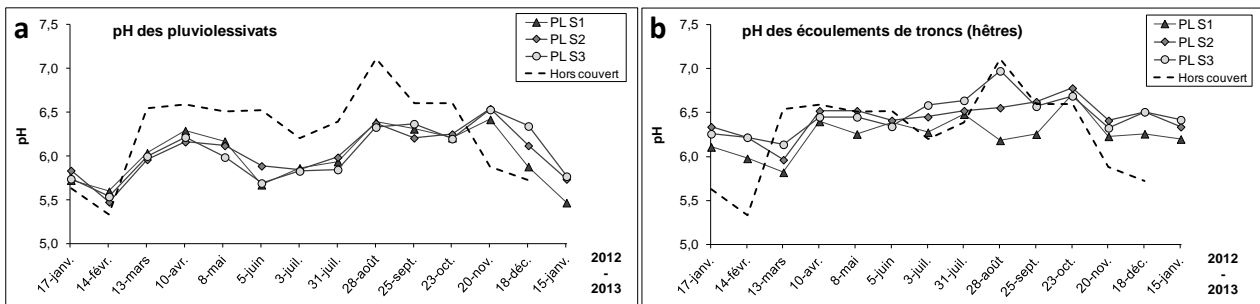 a
pH des pluviolessivats
PL S1
PL S2
PL S3
Hors couvert
pH
7,5
7,0
6,5
6,0
5,5
5,0
17-janv.
14-févr.
13-mars
10-avr.
8-mai
5-juin
3-juil.
31-juil.
28-août
25-sept.
23-oct.
20-nov.
18-déc.
15-janv.
2012
-
2013
b
pH des écoulements de troncs (hêtres)
PL S1
PL S2
PL S3
Hors couvert
pH
7,5
7,0
6,5
6,0
5,5
5,0
17-janv.
14-févr.
13-mars
10-avr.
8-mai
5-juin
3-juil.
31-juil.
28-août
25-sept.
23-oct.
20-nov.
18-déc.
15-janv.
2012
-
2013